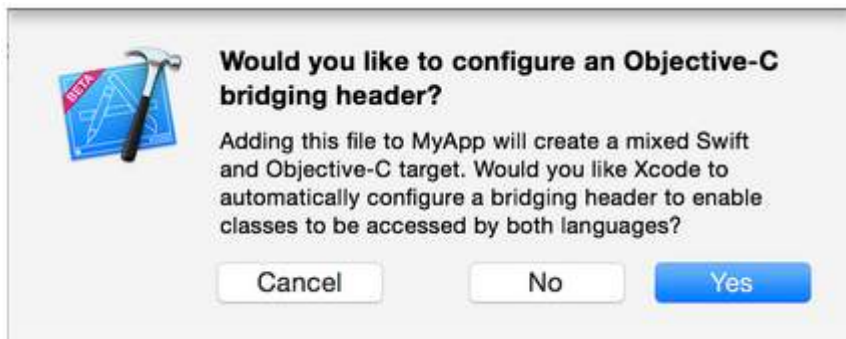 Would you like to configure an Objective-C
bridging header?
BETA
Adding this file to MyApp will create a mixed Swift
and Objective-C target. Would you like Xcode to
automatically configure a bridging header to enable
classes to be accessed by both languages?
Cancel
No
Yes